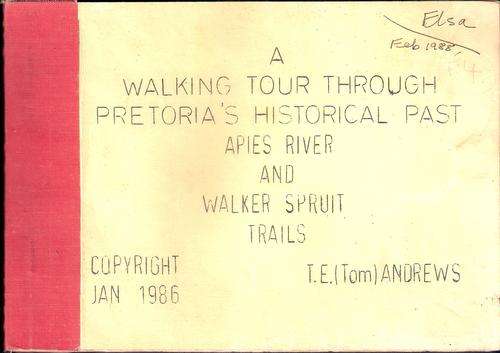 Elsa
Feb 1988
A
WALKING TOUR THROUGH
PRETORIA'S HISTORICAL PAST
APIES RIVER
AND
WALKER SPRUIT
TRAILS
COPYRIGHT
JAN 1986
T.E.(Tom) ANDREWS